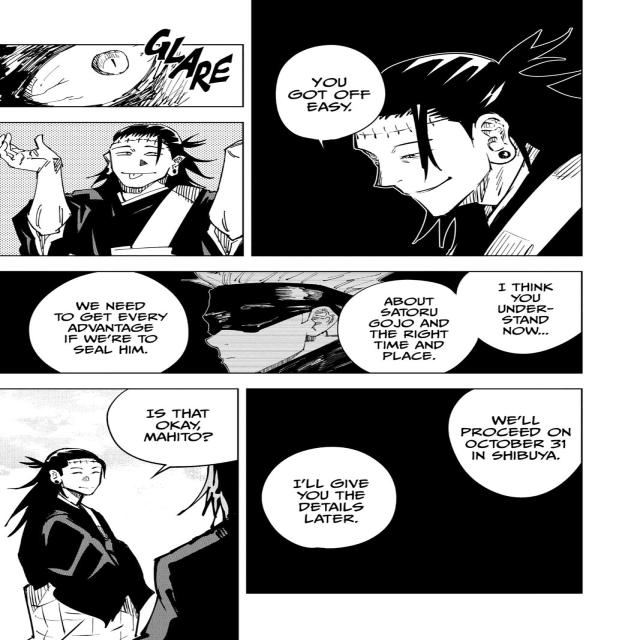 YOU
GOT OFF
EASY.
GLARE
I THINK
YOU
UNDER-
STAND
NOW...
ABOUT
SATORU
GOJO AND
THE RIGHT
TIME AND
PLACE.
WE NEED
TO GET EVERY
ADVANTAGE
IF WE'RE TO
SEAL HIM.
WE'LL
PROCEED ON
OCTOBER 31
IN SHIBUYA.
I'LL GIVE
YOU THE
DETAILS
LATER.
IS THAT
OKAY,
MAHITO?